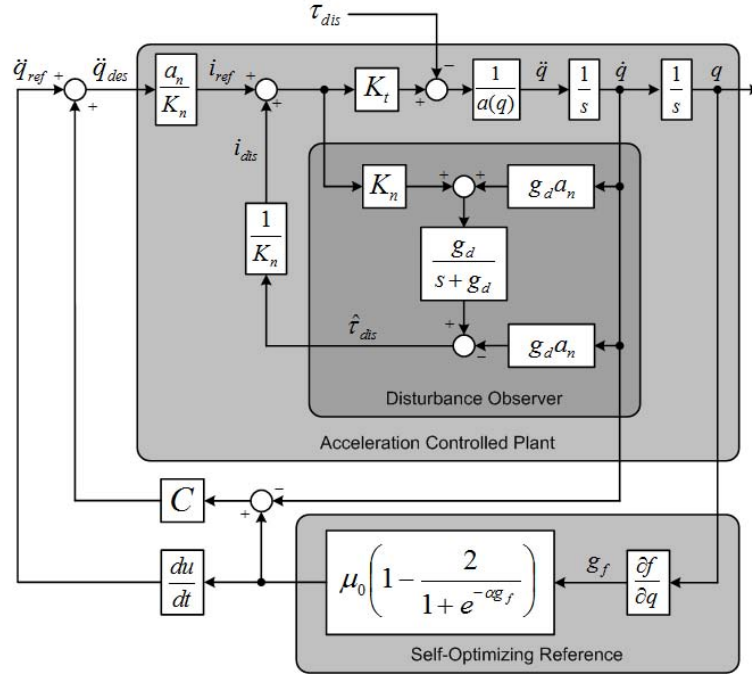 τ_dis
q̈_ref + q̈_des
+
a_n / K_n
i_ref +
+
K_t
+ −
1 / a(q)
q̈
1 / s
q̇
1 / s
q
i_dis
K_n
+ +
g_d a_n
1 / K_n
g_d / (s + g_d)
τ̂_dis
+
−
g_d a_n
Disturbance Observer
Acceleration Controlled Plant
C
−
+
du / dt
μ_0 (1 − 2 / (1 + e^{−αg_f}))
g_f
∂f / ∂q
Self-Optimizing Reference